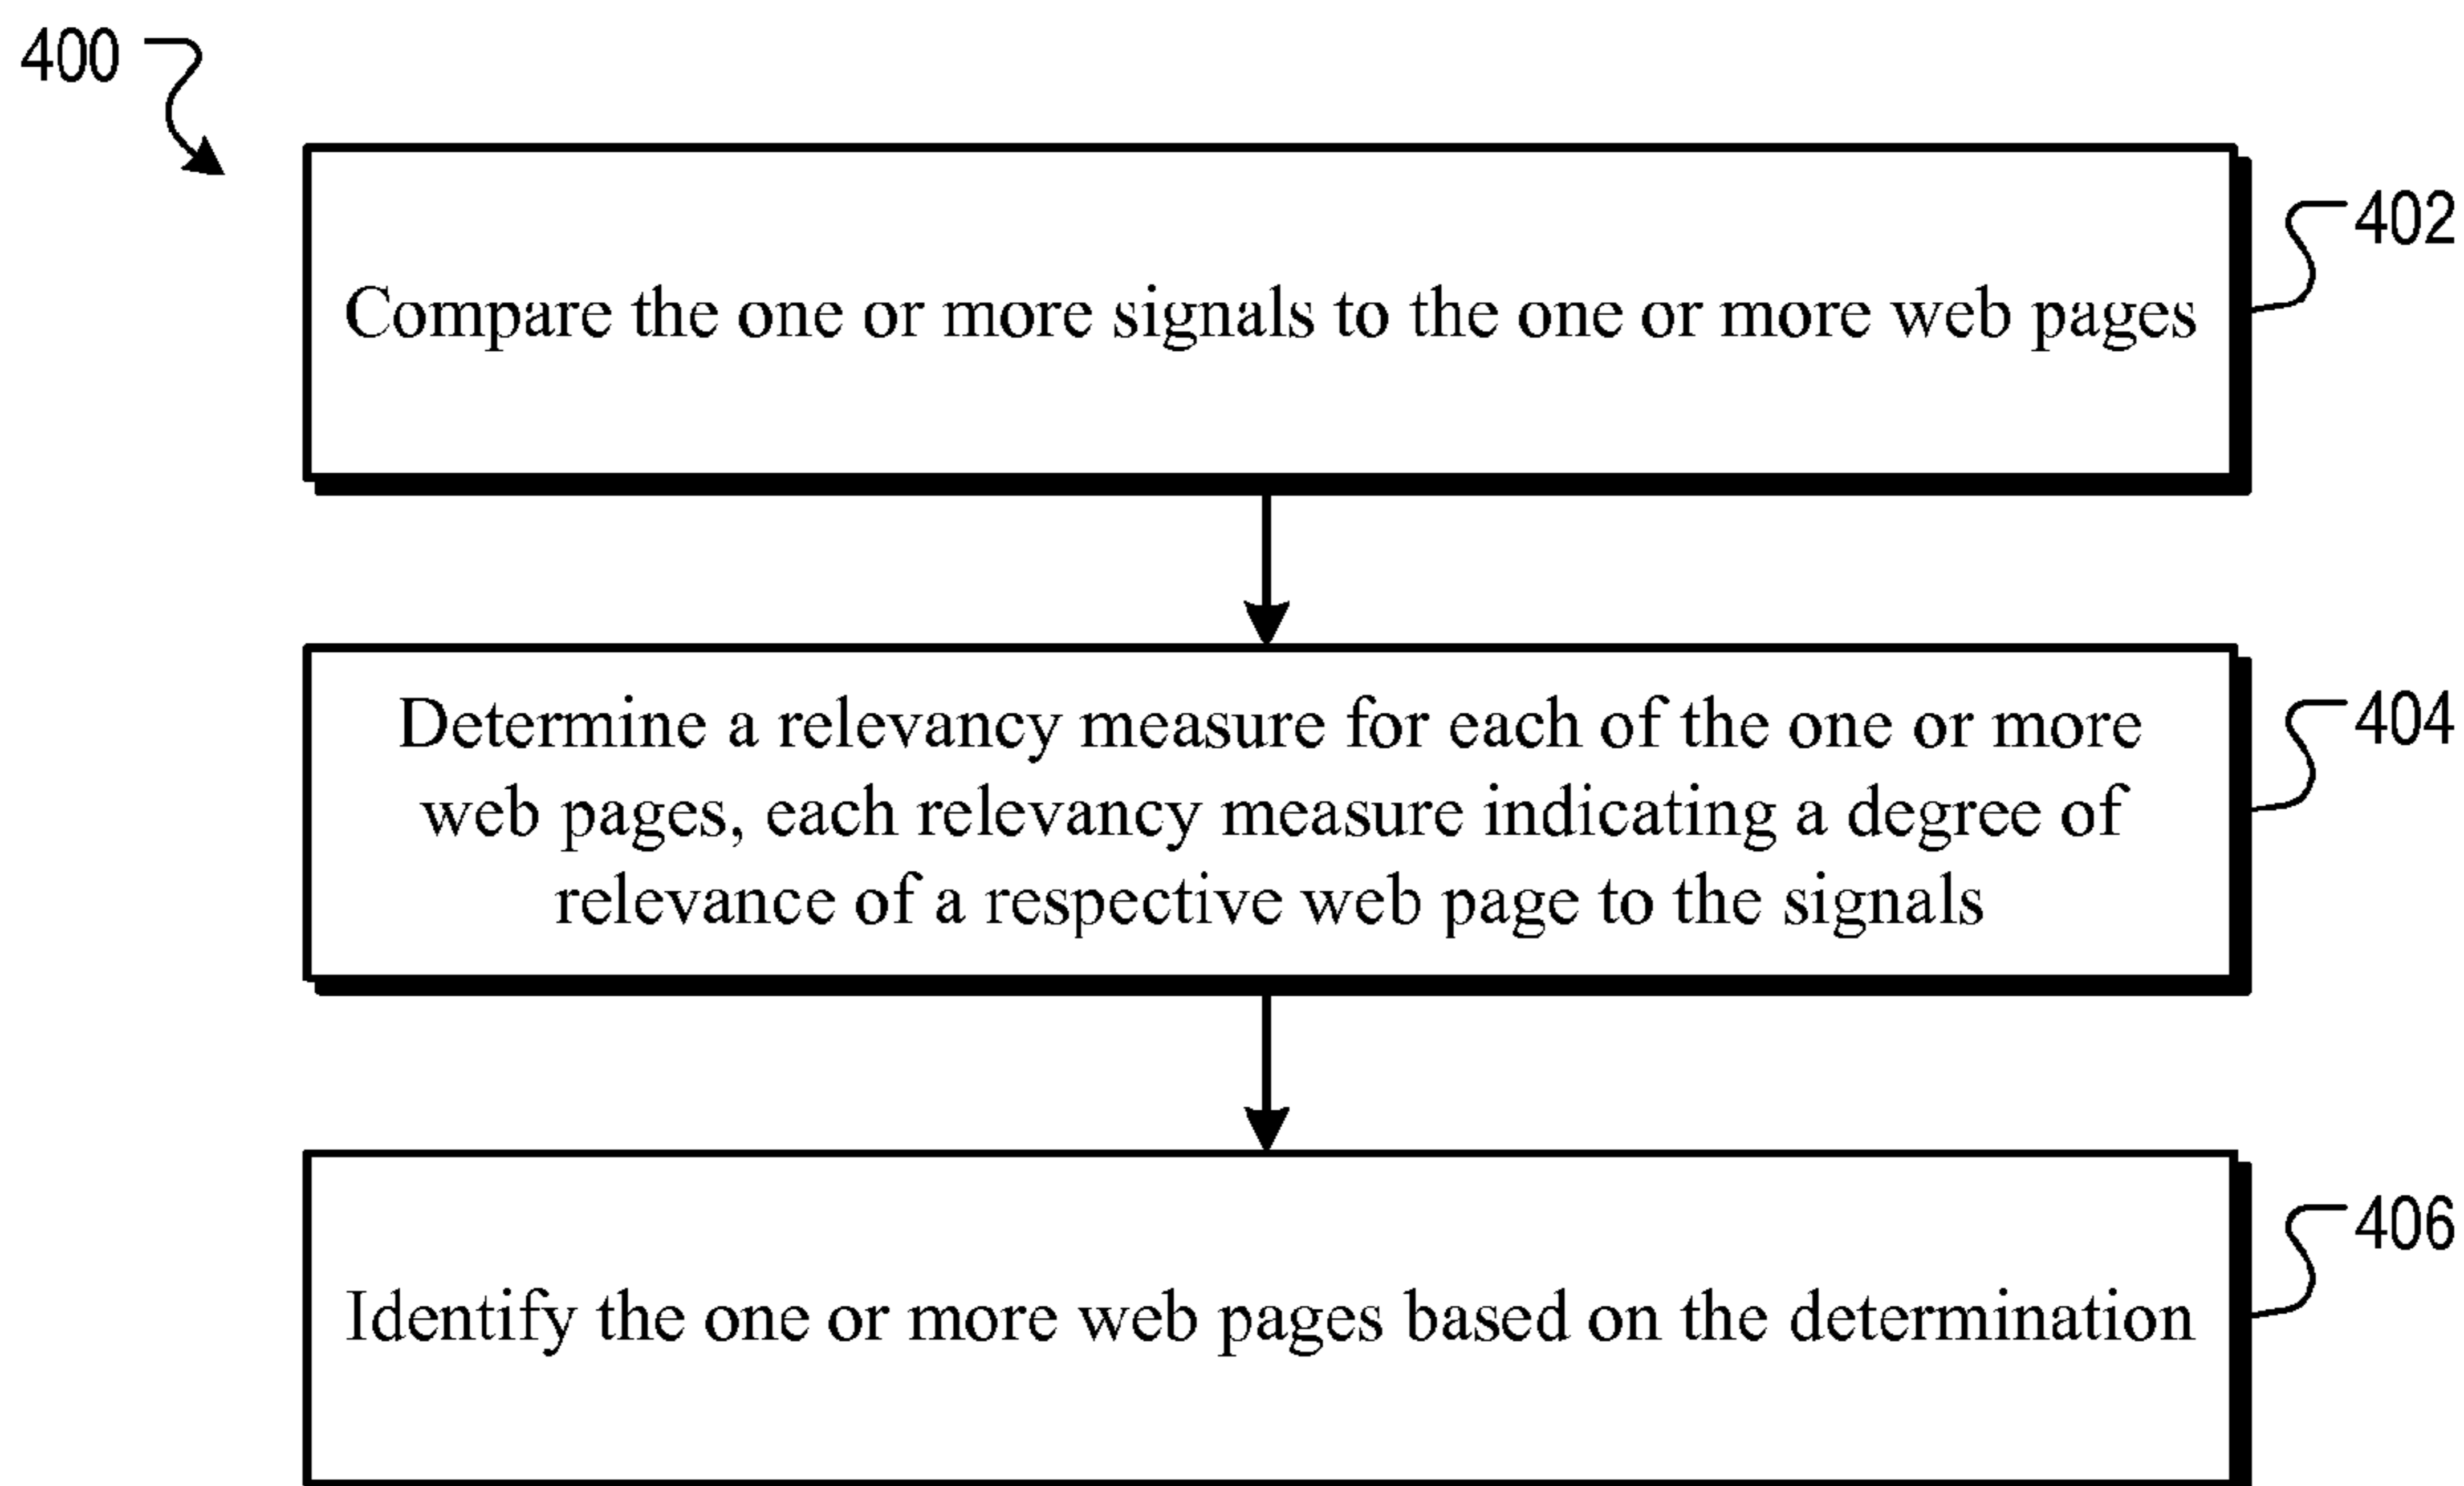 400
402
Compare the one or more signals to the one or more web pages
404
Determine a relevancy measure for each of the one or more
web pages, each relevancy measure indicating a degree of
relevance of a respective web page to the signals
406
Identify the one or more web pages based on the determination